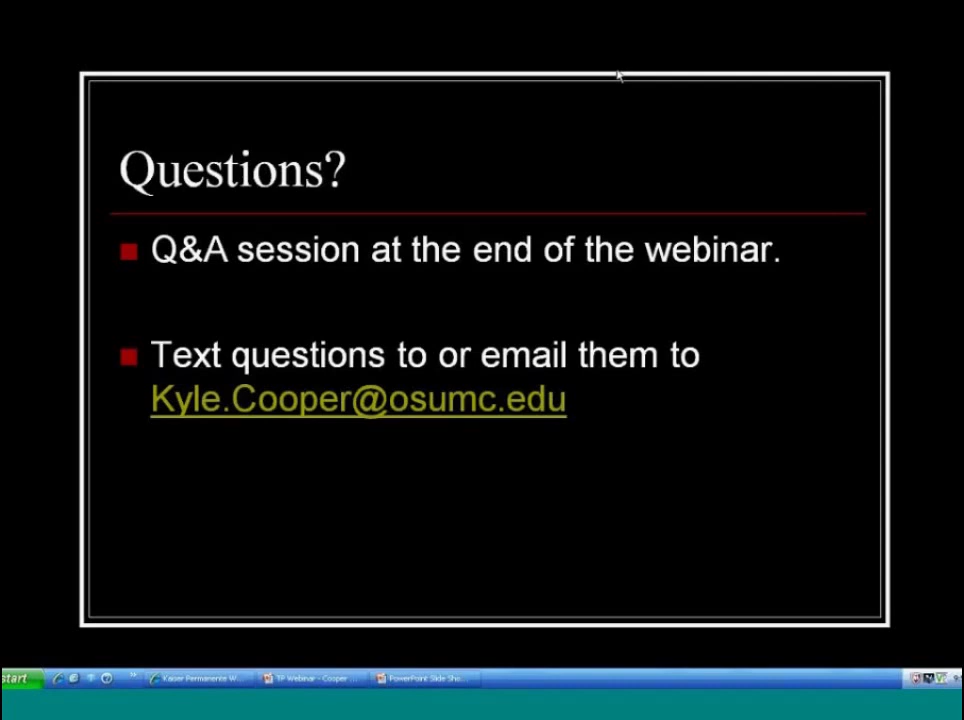 Questions?
Q&A session at the end of the webinar.
Text questions to or email them to
Kyle.Cooper@osumc.edu
start
Kaiser Permanente W...
TP Webinar - Cooper ...
PowerPoint Slide Sho...